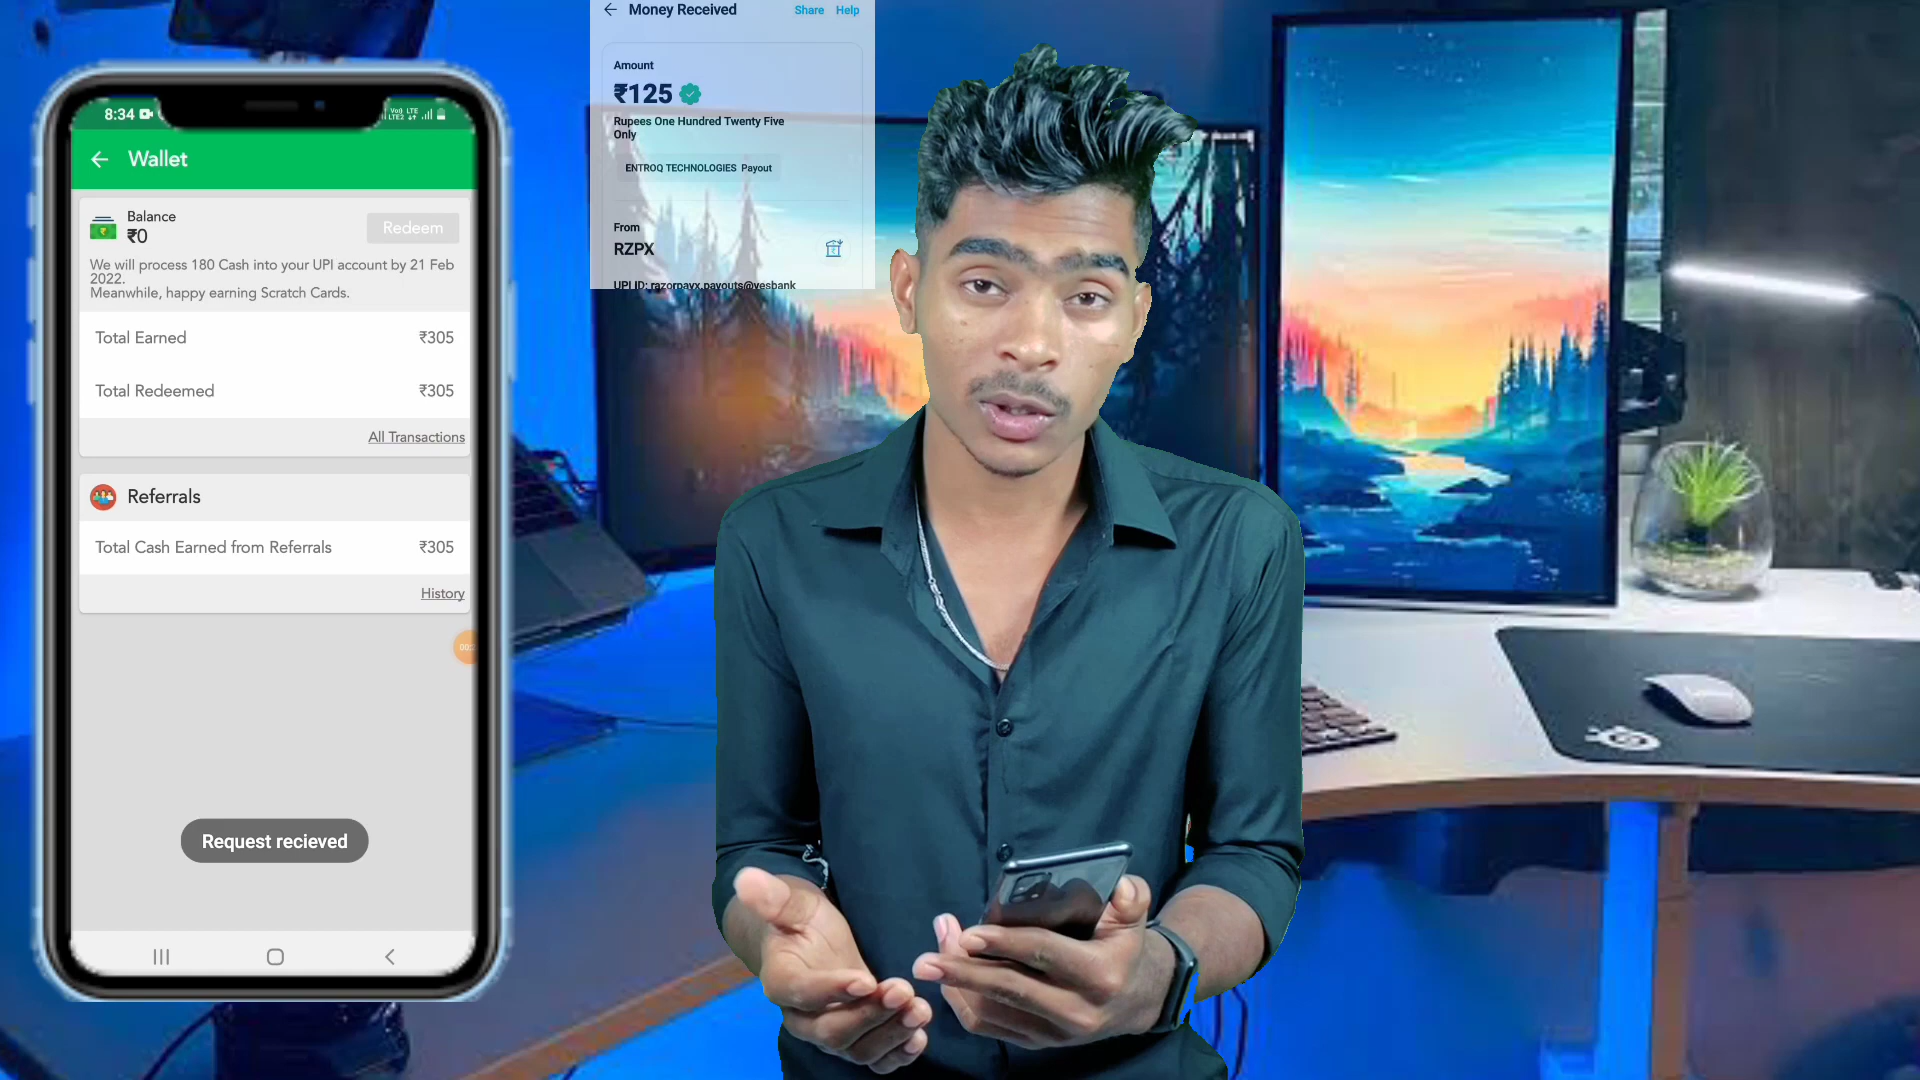 8:34
Vo) LTE
LTE2
Wallet
Balance
₹0
Redeem
We will process 180 Cash into your UPI account by 21 Feb
2022.
Meanwhile, happy earning Scratch Cards.
Total Earned ₹305
Total Redeemed ₹305
All Transactions
Referrals
Total Cash Earned from Referrals ₹305
History
Request recieved
Money Received Share Help
Amount
₹125
Rupees One Hundred Twenty Five
Only
ENTROQ TECHNOLOGIES Payout
From
RZPX
UPI ID: razorpayx.payouts@yesbank